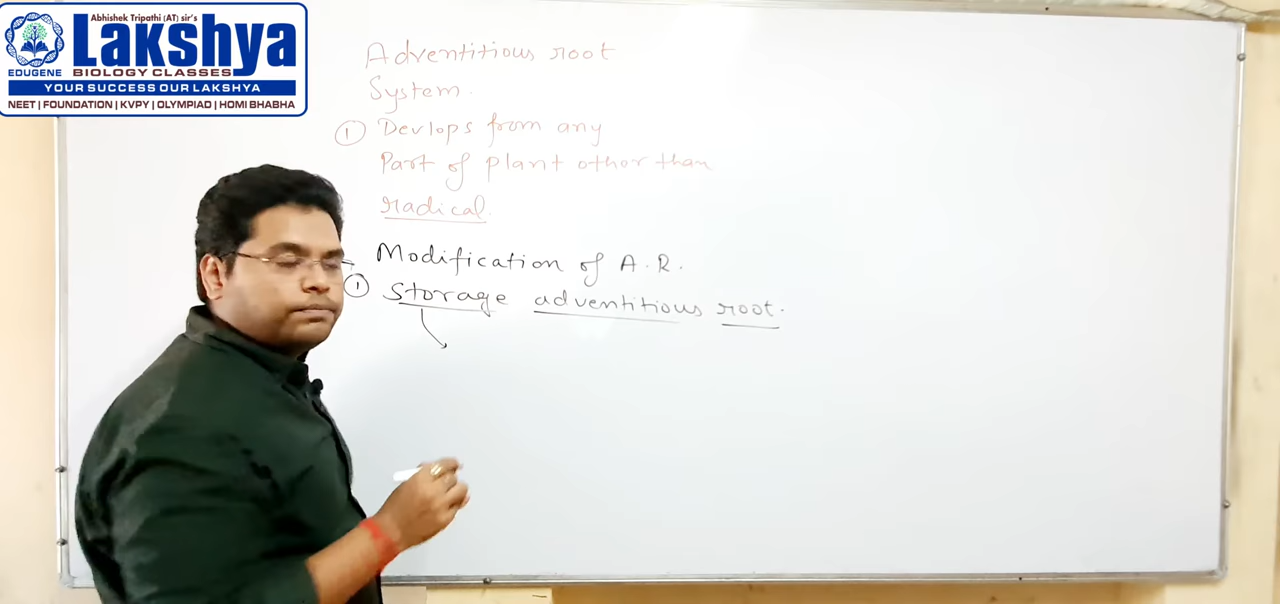 Abhishek Tripathi (AT) sir's
Lakshya
EDUGENE
BIOLOGY CLASSES
YOUR SUCCESS OUR LAKSHYA
NEET | FOUNDATION | KVPY | OLYMPIAD | HOMI BHABHA
Adventitious root
System.
① Devlops from any
Part of plant other than
radical.
Modification of A.R.
① Storage adventitious root.